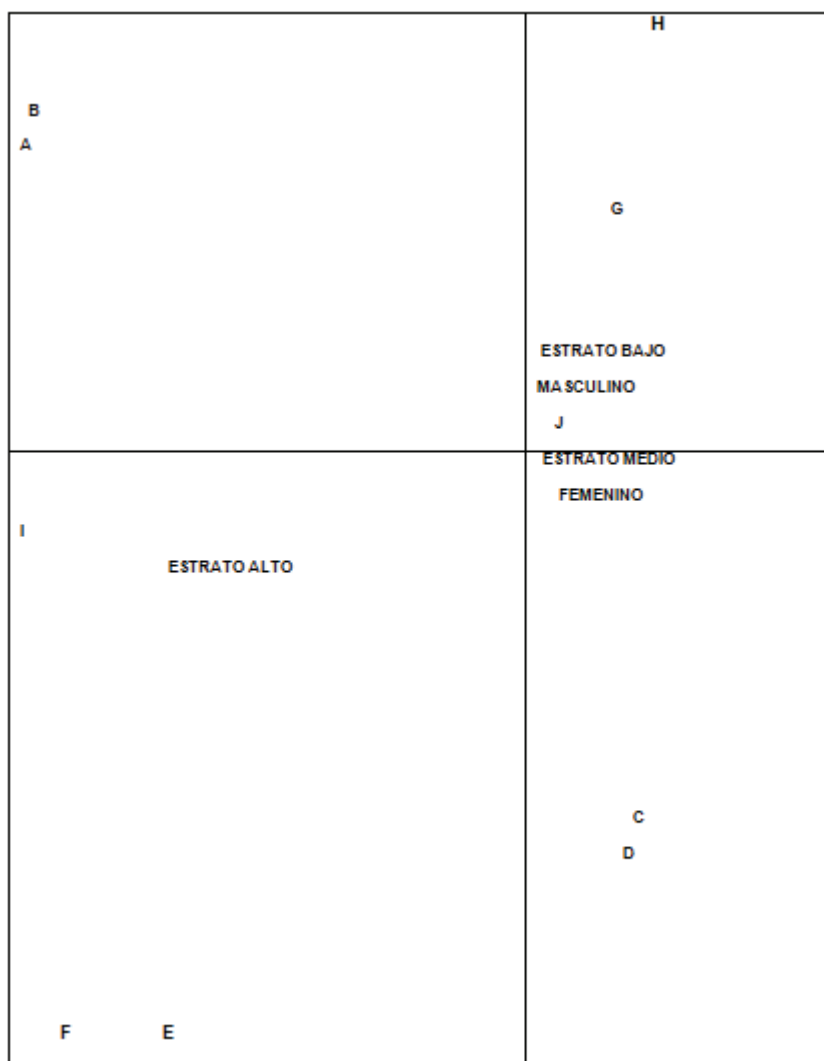 H
B
A
G
ESTRATO BAJO
MASCULINO
J
ESTRATO MEDIO
FEMENINO
I
ESTRATO ALTO
C
D
F E